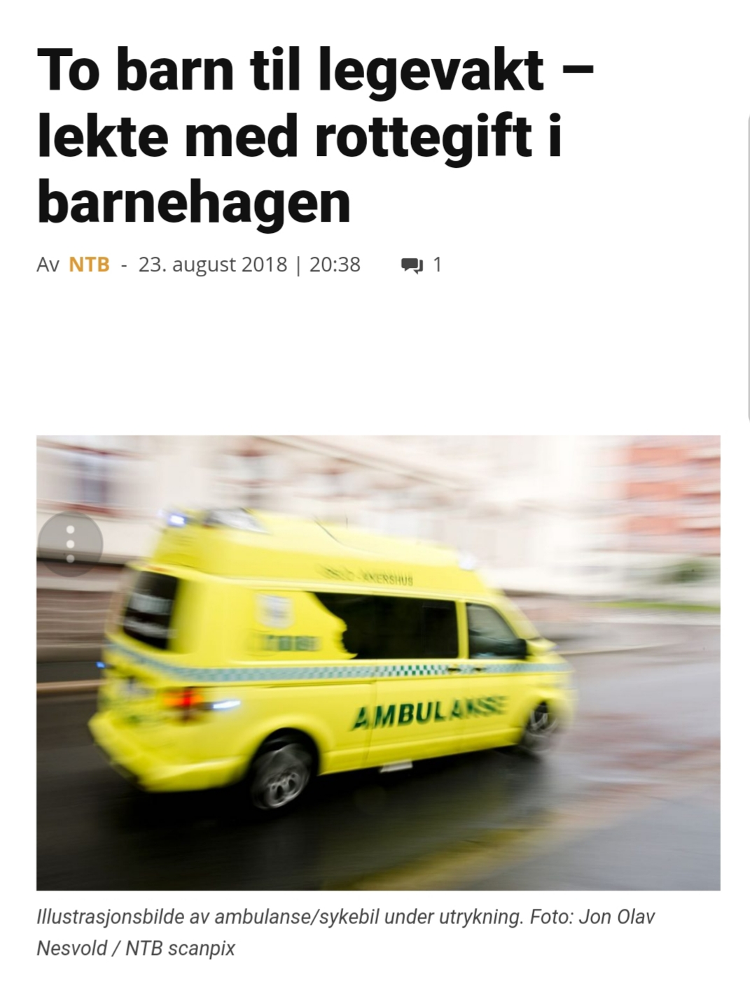 To barn til legevakt –
lekte med rottegift i
barnehagen
Av NTB - 23. august 2018 | 20:38 1
AMBULANSE
Illustrasjonsbilde av ambulanse/sykebil under utrykning. Foto: Jon Olav
Nesvold / NTB scanpix